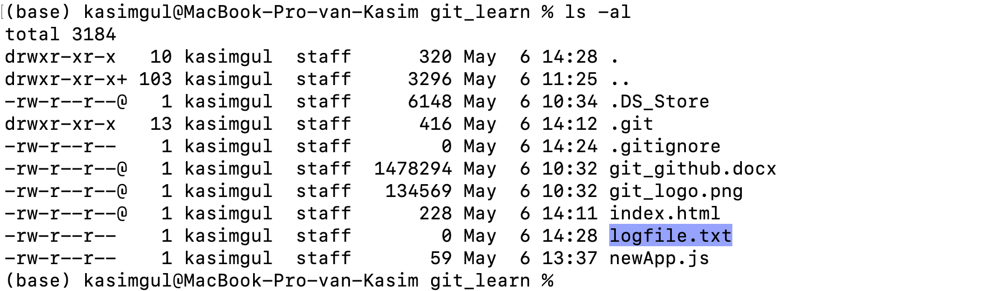 (base) kasimgul@MacBook-Pro-van-Kasim git_learn % ls -al
total 3184
drwxr-xr-x   10 kasimgul  staff      320 May  6 14:28 .
drwxr-xr-x+ 103 kasimgul  staff     3296 May  6 11:25 ..
-rw-r--r--@   1 kasimgul  staff     6148 May  6 10:34 .DS_Store
drwxr-xr-x   13 kasimgul  staff      416 May  6 14:12 .git
-rw-r--r--    1 kasimgul  staff        0 May  6 14:24 .gitignore
-rw-r--r--@   1 kasimgul  staff  1478294 May  6 10:32 git_github.docx
-rw-r--r--@   1 kasimgul  staff   134569 May  6 10:32 git_logo.png
-rw-r--r--@   1 kasimgul  staff      228 May  6 14:11 index.html
-rw-r--r--    1 kasimgul  staff        0 May  6 14:28 logfile.txt
-rw-r--r--    1 kasimgul  staff       59 May  6 13:37 newApp.js
(base) kasimgul@MacBook-Pro-van-Kasim git_learn %